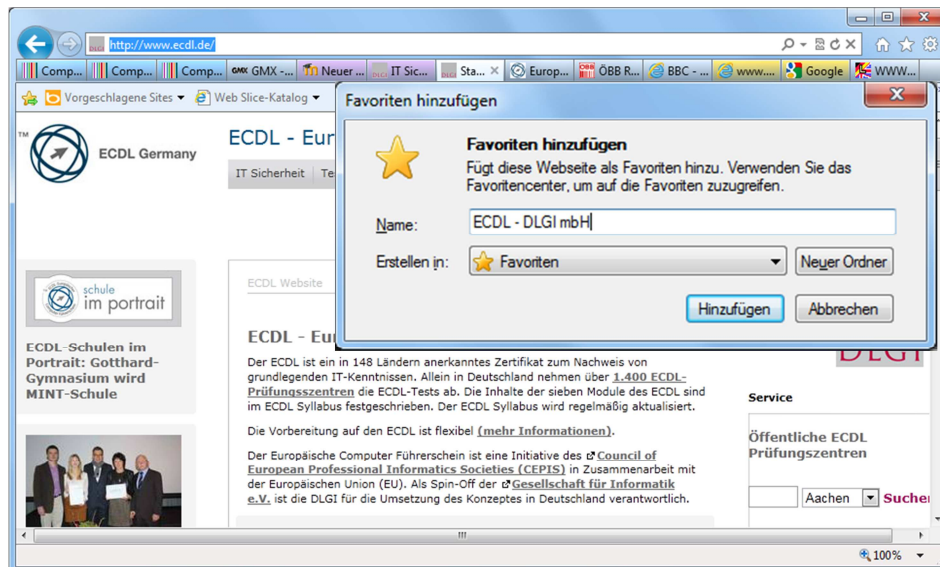 http://www.ecdl.de/
Comp... Comp... Comp... GMX GMX -... Neuer ... IT Sic... Sta... Europ... ÖBB R... BBC - ... www.... Google WWW...
Vorgeschlagene Sites Web Slice-Katalog
Favoriten hinzufügen
Favoriten hinzufügen
Fügt diese Webseite als Favoriten hinzu. Verwenden Sie das
Favoritencenter, um auf die Favoriten zuzugreifen.
Name: ECDL - DLGI mbH
Erstellen in: Favoriten Neuer Ordner
Hinzufügen Abbrechen
TM
ECDL Germany
ECDL - Eur
IT Sicherheit Te
schule
im portrait
ECDL-Schulen im
Portrait: Gotthard-
Gymnasium wird
MINT-Schule
ECDL Website
ECDL - Eu
Der ECDL ist ein in 148 Ländern anerkanntes Zertifikat zum Nachweis von
grundlegenden IT-Kenntnissen. Allein in Deutschland nehmen über 1.400 ECDL-
Prüfungszentren die ECDL-Tests ab. Die Inhalte der sieben Module des ECDL sind
im ECDL Syllabus festgeschrieben. Der ECDL Syllabus wird regelmäßig aktualisiert.
Die Vorbereitung auf den ECDL ist flexibel (mehr Informationen).
Der Europäische Computer Führerschein ist eine Initiative des Council of
European Professional Informatics Societies (CEPIS) in Zusammenarbeit mit
der Europäischen Union (EU). Als Spin-Off der Gesellschaft für Informatik
e.V. ist die DLGI für die Umsetzung des Konzeptes in Deutschland verantwortlich.
DLGI
Service
Öffentliche ECDL
Prüfungszentren
Aachen Suche
100%